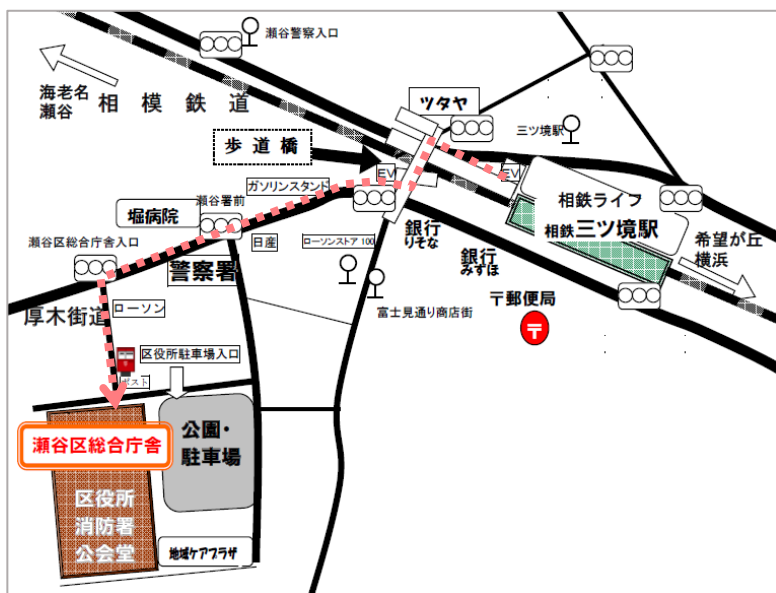 瀬谷警察入口
海老名
瀬谷
相模鉄道
ツタヤ
三ツ境駅
歩道橋
EV
EV
ガソリンスタンド
相鉄ライフ
相鉄 三ツ境駅
瀬谷署前
堀病院
希望が丘
横浜
銀行
りそな
日産
ローソンストア 100
瀬谷区総合庁舎入口
警察署
銀行
みずほ
〒郵便局
〒
厚木街道
ローソン
富士見通り商店街
区役所駐車場入口
ポスト
公園・
駐車場
瀬谷区総合庁舎
区役所
消防署
公会堂
地域ケアプラザ